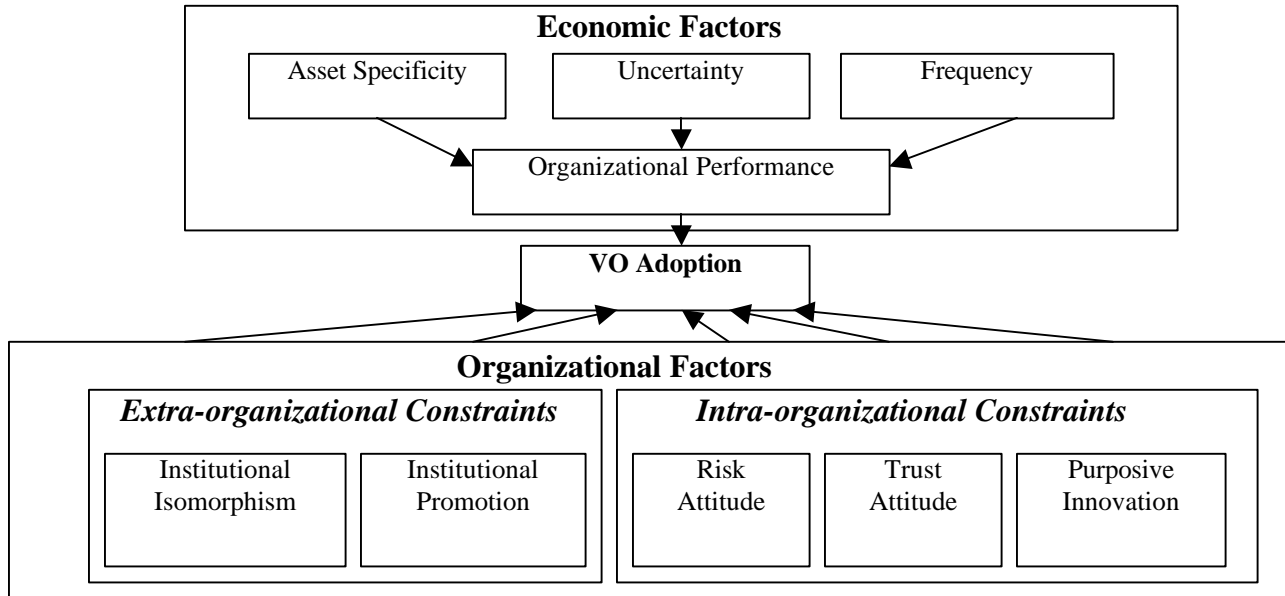 Economic Factors
Asset Specificity
Uncertainty
Frequency
Organizational Performance
VO Adoption
Organizational Factors
Extra-organizational Constraints
Intra-organizational Constraints
Institutional
Isomorphism
Institutional
Promotion
Risk
Attitude
Trust
Attitude
Purposive
Innovation